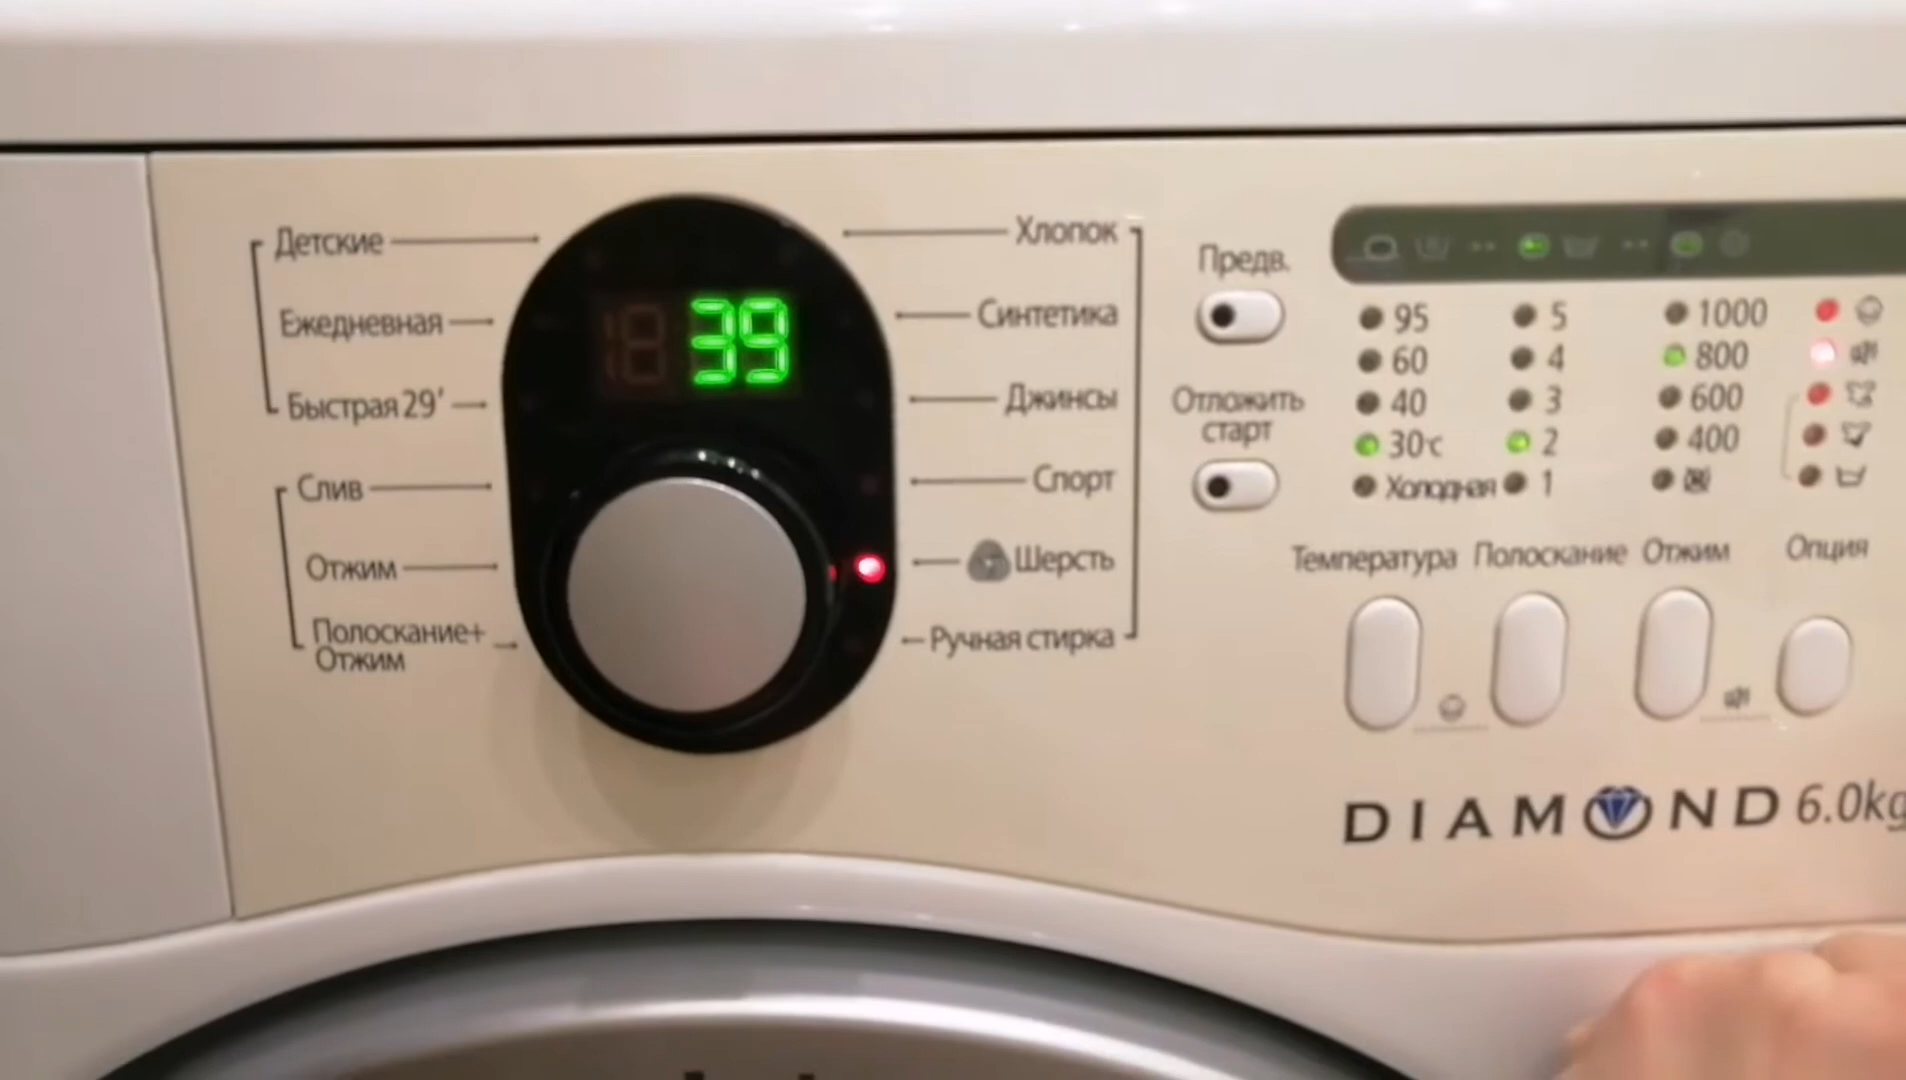 Детские
Ежедневная
Быстрая 29'
Слив
Отжим
Полоскание+
Отжим
39
Хлопок
Синтетика
Джинсы
Спорт
Шерсть
Ручная стирка
Предв.
Отложить
старт
95 5 1000
60 4 800
40 3 600
30°c 2 400
Холодная 1
Температура Полоскание Отжим Опция
DIAMOND 6.0kg